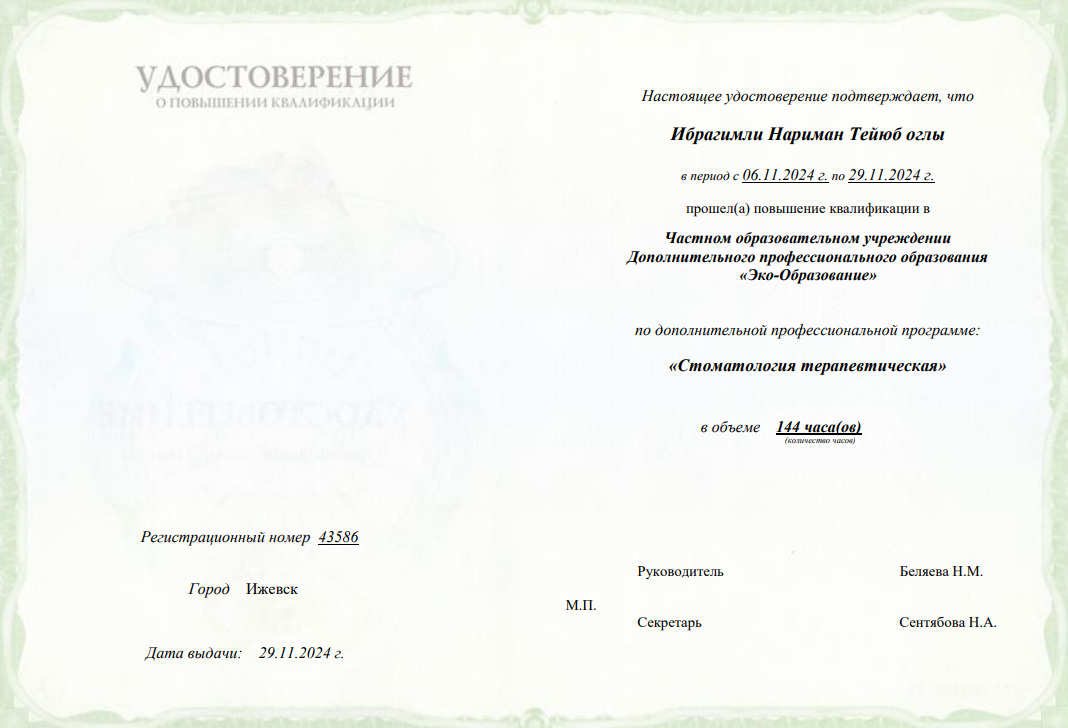 УДОСТОВЕРЕНИЕ
О ПОВЫШЕНИИ КВАЛИФИКАЦИИ
Регистрационный номер 43586
Город Ижевск
Дата выдачи: 29.11.2024 г.
Настоящее удостоверение подтверждает, что
Ибрагимли Нариман Тейюб оглы
в период с 06.11.2024 г. по 29.11.2024 г.
прошел(а) повышение квалификации в
Частном образовательном учреждении
Дополнительного профессионального образования
«Эко-Образование»
по дополнительной профессиональной программе:
«Стоматология терапевтическая»
в объеме 144 часа(ов)
(количество часов)
Руководитель Беляева Н.М.
М.П.
Секретарь Сентябова Н.А.